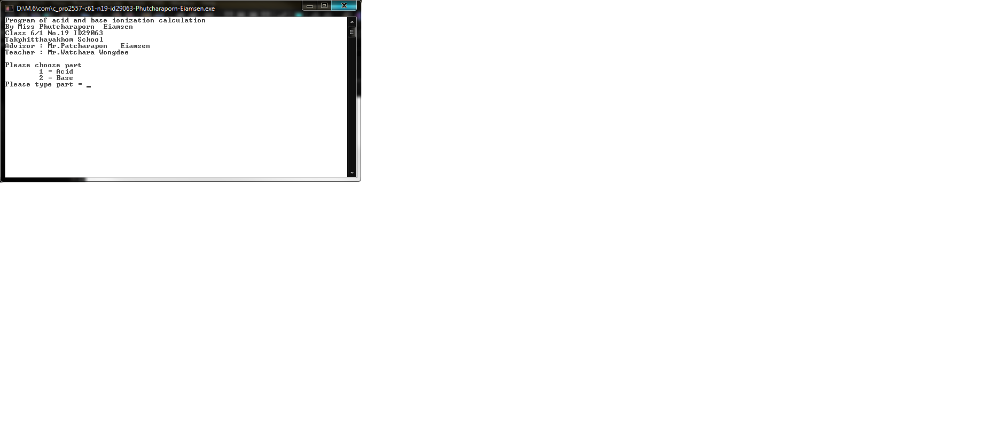 D:\M.6\com\c_pro2557-c61-n19-id29063-Phutcharaporn-Eiamsen.exe
Program of acid and base ionization calculation
By Miss Phutcharaporn  Eiamsen
Class 6/1 No.19 ID29063
Takphitthayakhom School
Advisor : Mr.Patcharapon   Eiamsen
Teacher : Mr.Watchara Wongdee
Please choose part
1 = Acid
2 = Base
Please type part = _